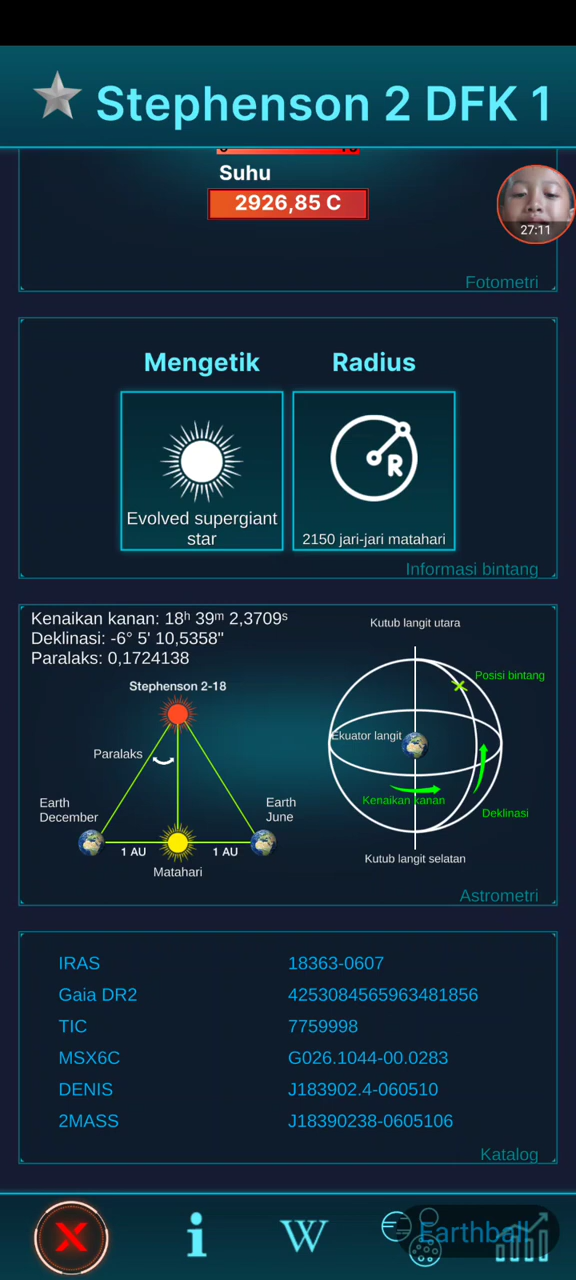 Stephenson 2 DFK 1
Suhu
2926,85 C
27:11
Fotometri
Mengetik
Radius
R
Evolved supergiant
star
2150 jari-jari matahari
Informasi bintang
Kenaikan kanan: 18ʰ 39ᵐ 2,3709ˢ
Deklinasi: -6° 5' 10,5358"
Paralaks: 0,1724138
Stephenson 2-18
Paralaks
Earth
December
Earth
June
1 AU
1 AU
Matahari
Kutub langit utara
Posisi bintang
Ekuator langit
Kenaikan kanan
Deklinasi
Kutub langit selatan
Astrometri
IRAS 18363-0607
Gaia DR2 4253084565963481856
TIC 7759998
MSX6C G026.1044-00.0283
DENIS J183902.4-060510
2MASS J18390238-0605106
Katalog
X
i
W
Earthball